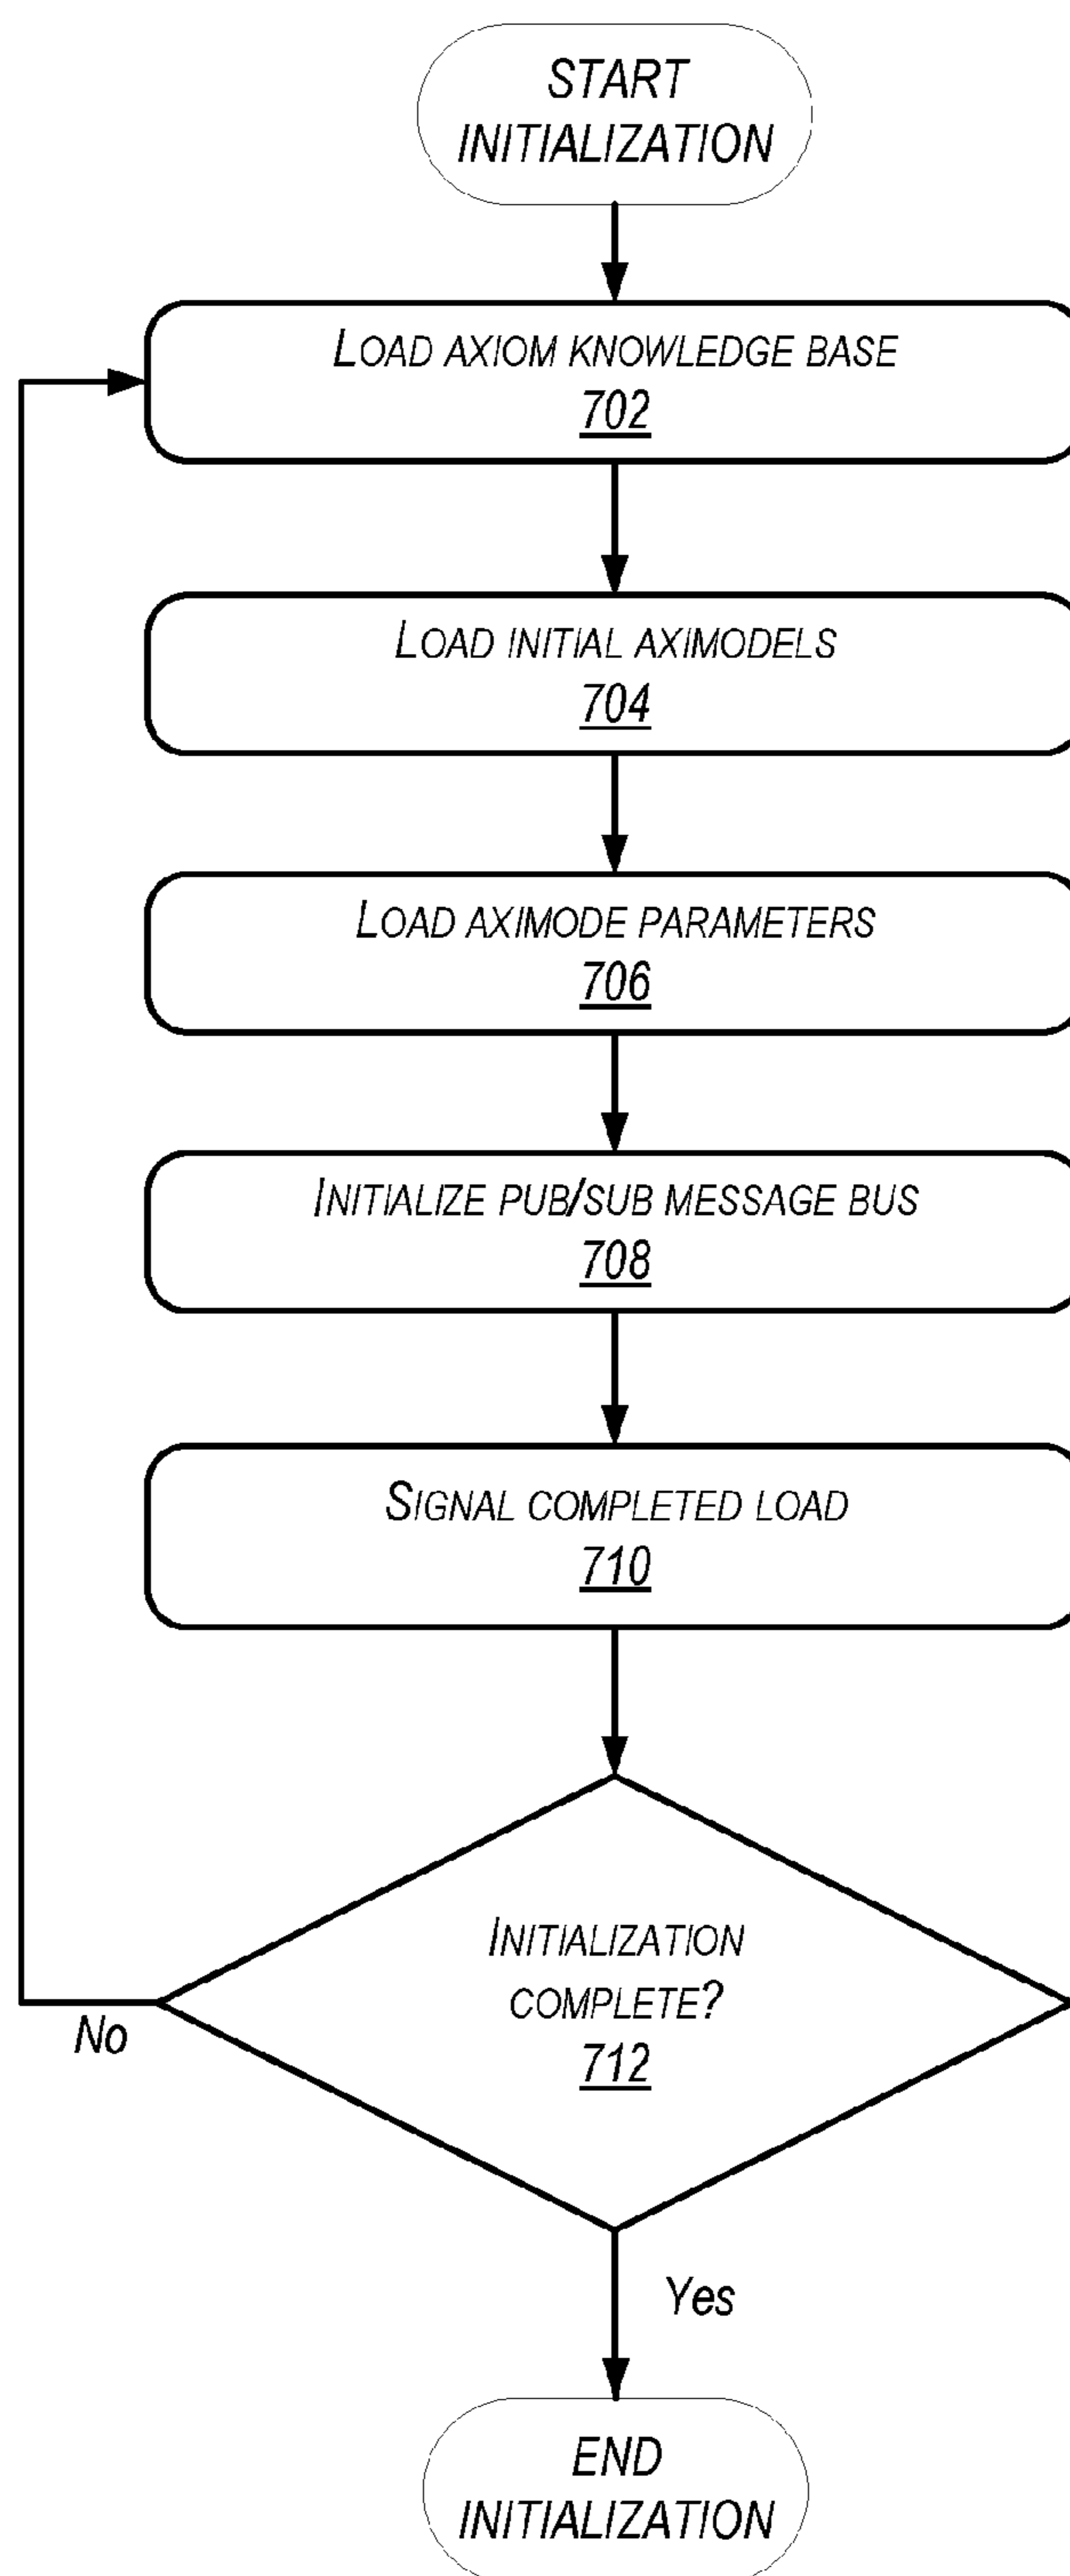 START
INITIALIZATION
LOAD AXIOM KNOWLEDGE BASE
702
LOAD INITIAL AXIMODELS
704
LOAD AXIMODE PARAMETERS
706
INITIALIZE PUB/SUB MESSAGE BUS
708
SIGNAL COMPLETED LOAD
710
INITIALIZATION
COMPLETE?
712
No
Yes
END
INITIALIZATION